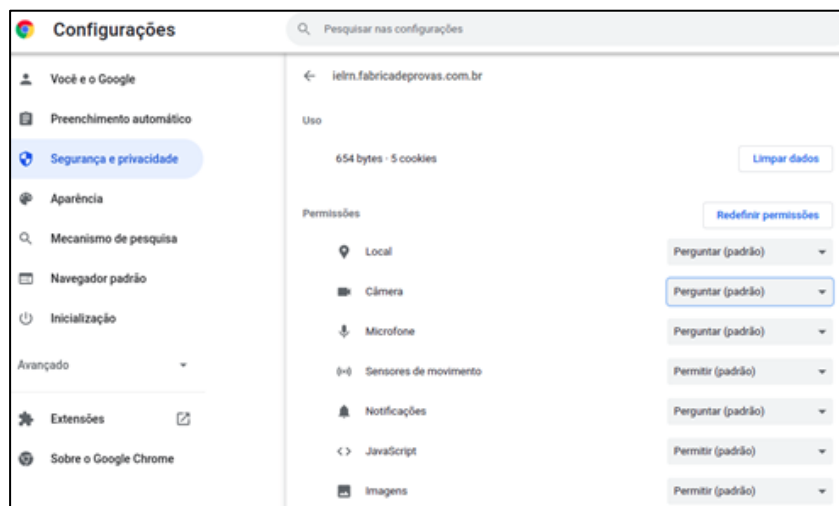 Configurações
Pesquisar nas configurações
Você e o Google
Preenchimento automático
Segurança e privacidade
Aparência
Mecanismo de pesquisa
Navegador padrão
Inicialização
Avançado
Extensões
Sobre o Google Chrome
ielrn.fabricadeprovas.com.br
Uso
654 bytes · 5 cookies Limpar dados
Permissões Redefinir permissões
Local Perguntar (padrão)
Câmera Perguntar (padrão)
Microfone Perguntar (padrão)
Sensores de movimento Permitir (padrão)
Notificações Perguntar (padrão)
JavaScript Permitir (padrão)
Imagens Permitir (padrão)